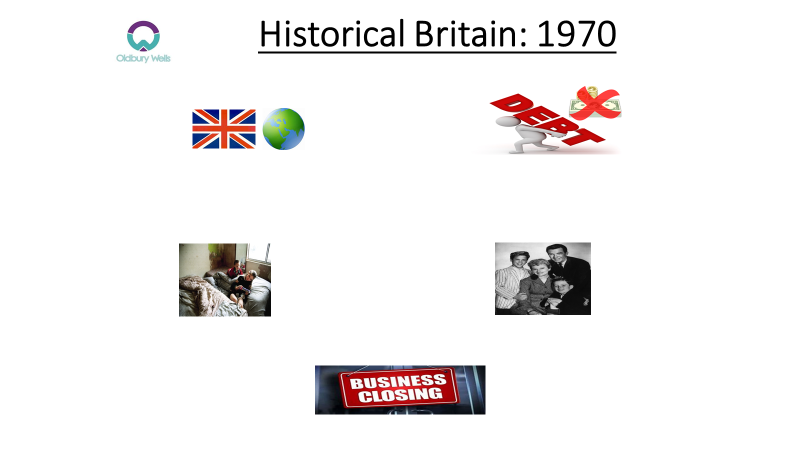 Historical Britain: 1970
Oldbury Wells
DEBT
BUSINESS
CLOSING